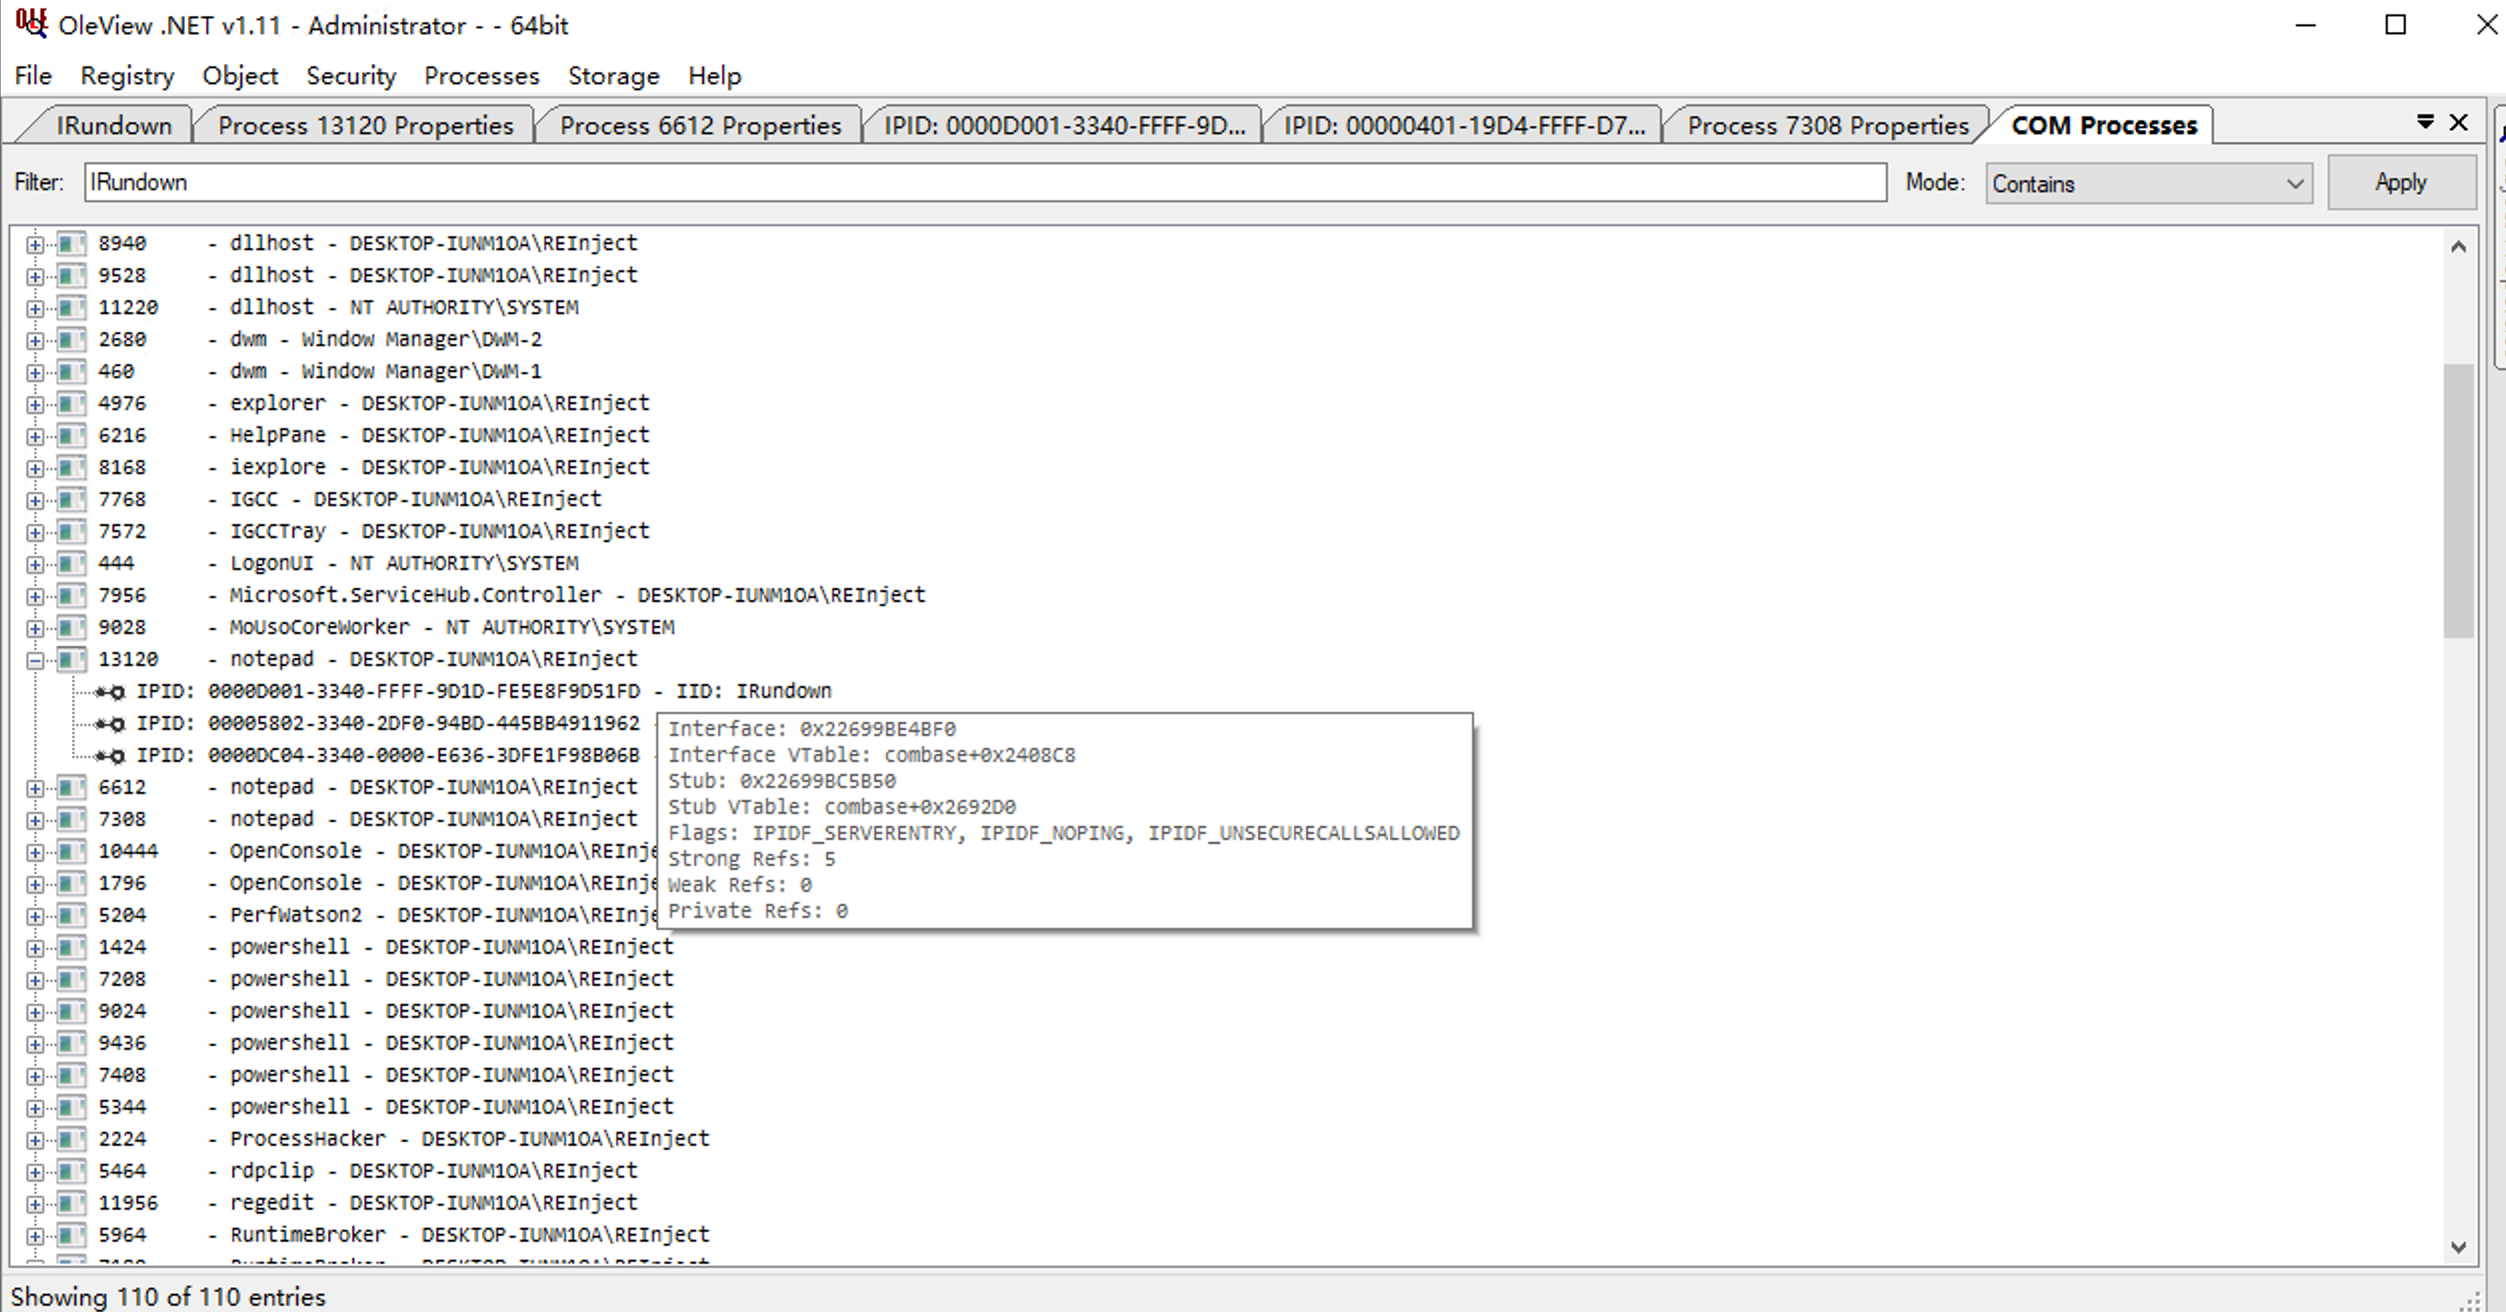 OleView .NET v1.11 - Administrator - - 64bit
File Registry Object Security Processes Storage Help
IRundown Process 13120 Properties Process 6612 Properties IPID: 0000D001-3340-FFFF-9D... IPID: 00000401-19D4-FFFF-D7... Process 7308 Properties COM Processes
Filter: IRundown Mode: Contains Apply
8940 - dllhost - DESKTOP-IUNM1OA\REInject
9528 - dllhost - DESKTOP-IUNM1OA\REInject
11220 - dllhost - NT AUTHORITY\SYSTEM
2680 - dwm - Window Manager\DWM-2
460 - dwm - Window Manager\DWM-1
4976 - explorer - DESKTOP-IUNM1OA\REInject
6216 - HelpPane - DESKTOP-IUNM1OA\REInject
8168 - iexplore - DESKTOP-IUNM1OA\REInject
7768 - IGCC - DESKTOP-IUNM1OA\REInject
7572 - IGCCTray - DESKTOP-IUNM1OA\REInject
444 - LogonUI - NT AUTHORITY\SYSTEM
7956 - Microsoft.ServiceHub.Controller - DESKTOP-IUNM1OA\REInject
9028 - MoUsoCoreWorker - NT AUTHORITY\SYSTEM
13120 - notepad - DESKTOP-IUNM1OA\REInject
IPID: 0000D001-3340-FFFF-9D1D-FE5E8F9D51FD - IID: IRundown
IPID: 00005802-3340-2DF0-94BD-445BB4911962
IPID: 0000DC04-3340-0000-E636-3DFE1F98B06B
Interface: 0x22699BE4BF0
Interface VTable: combase+0x2408C8
Stub: 0x22699BC5B50
Stub VTable: combase+0x2692D0
Flags: IPIDF_SERVERENTRY, IPIDF_NOPING, IPIDF_UNSECURECALLSALLOWED
Strong Refs: 5
Weak Refs: 0
Private Refs: 0
6612 - notepad - DESKTOP-IUNM1OA\REInject
7308 - notepad - DESKTOP-IUNM1OA\REInject
10444 - OpenConsole - DESKTOP-IUNM1OA\REInje
1796 - OpenConsole - DESKTOP-IUNM1OA\REInje
5204 - PerfWatson2 - DESKTOP-IUNM1OA\REInje
1424 - powershell - DESKTOP-IUNM1OA\REInject
7208 - powershell - DESKTOP-IUNM1OA\REInject
9024 - powershell - DESKTOP-IUNM1OA\REInject
9436 - powershell - DESKTOP-IUNM1OA\REInject
7408 - powershell - DESKTOP-IUNM1OA\REInject
5344 - powershell - DESKTOP-IUNM1OA\REInject
2224 - ProcessHacker - DESKTOP-IUNM1OA\REInject
5464 - rdpclip - DESKTOP-IUNM1OA\REInject
11956 - regedit - DESKTOP-IUNM1OA\REInject
5964 - RuntimeBroker - DESKTOP-IUNM1OA\REInject
Showing 110 of 110 entries